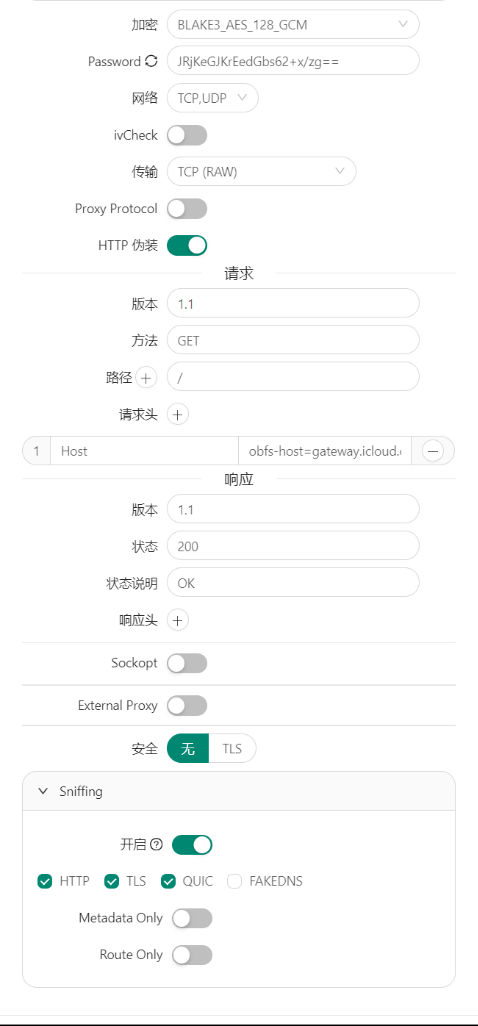 加密 BLAKE3_AES_128_GCM
Password JRjKeGJKrEedGbs62+x/zg==
网络 TCP,UDP
ivCheck
传输 TCP (RAW)
Proxy Protocol
HTTP 伪装
请求
版本 1.1
方法 GET
路径 /
请求头
1 Host obfs-host=gateway.icloud.
响应
版本 1.1
状态 200
状态说明 OK
响应头
Sockopt
External Proxy
安全 无 TLS
Sniffing
开启
HTTP TLS QUIC FAKEDNS
Metadata Only
Route Only